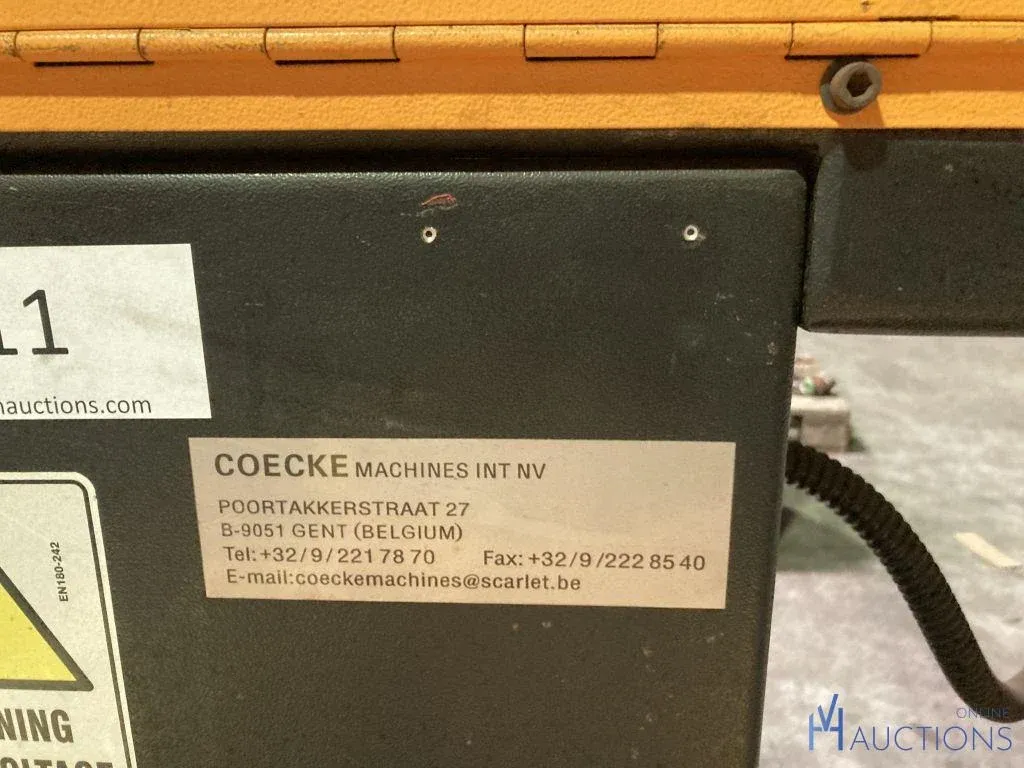 11
auctions.com
COECKE MACHINES INT NV
POORTAKKERSTRAAT 27
B-9051 GENT (BELGIUM)
Tel:+32/9/221 78 70 Fax: +32/9/222 85 40
E-mail:coeckemachines@scarlet.be
EN180-242
NING
OLTAGE
ONLINE
AUCTIONS